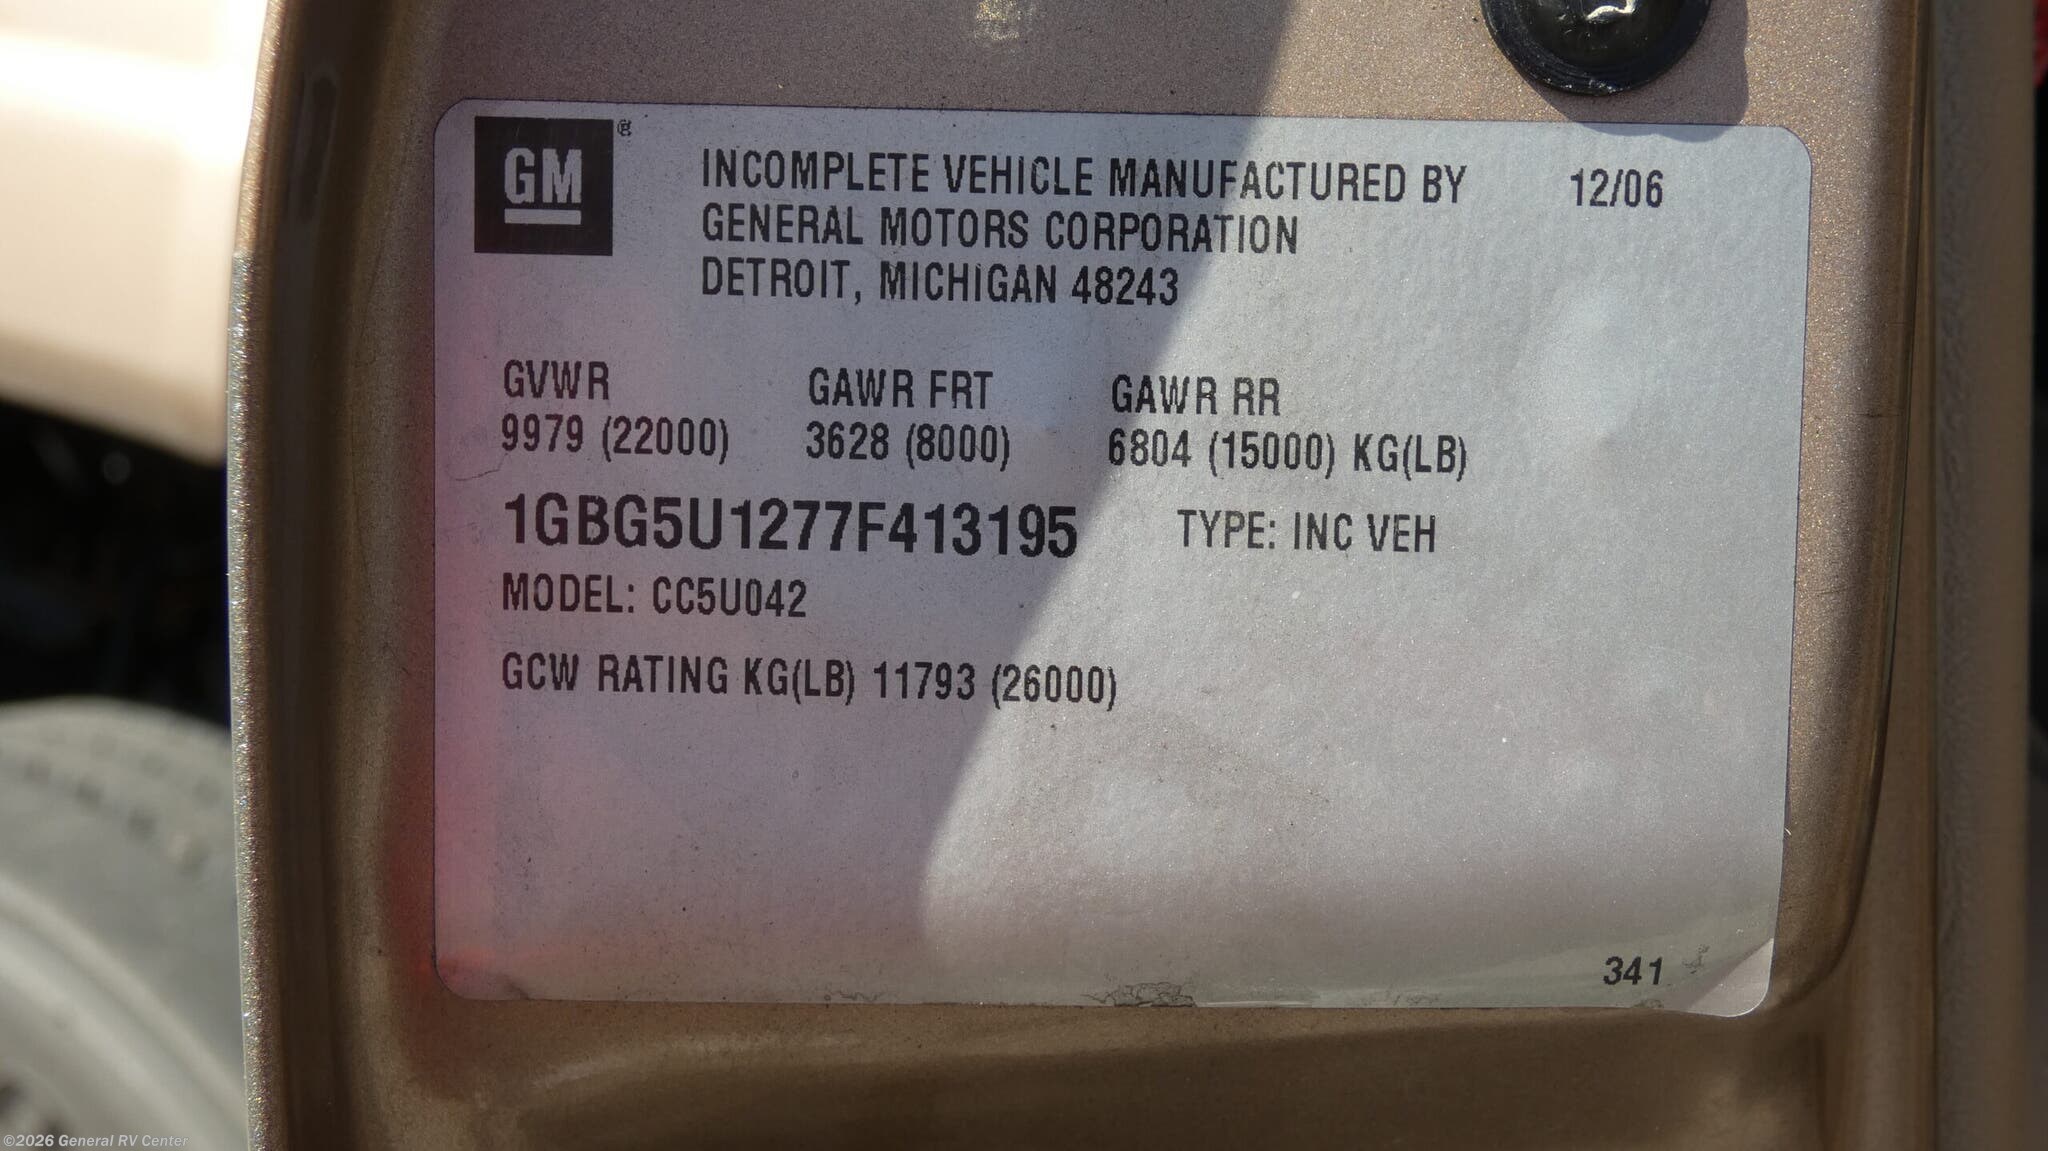 GM ®
INCOMPLETE VEHICLE MANUFACTURED BY 12/06
GENERAL MOTORS CORPORATION
DETROIT, MICHIGAN 48243
GVWR GAWR FRT GAWR RR
9979 (22000) 3628 (8000) 6804 (15000) KG(LB)
1GBG5U1277F413195 TYPE: INC VEH
MODEL: CC5U042
GCW RATING KG(LB) 11793 (26000)
341
©2026 General RV Center